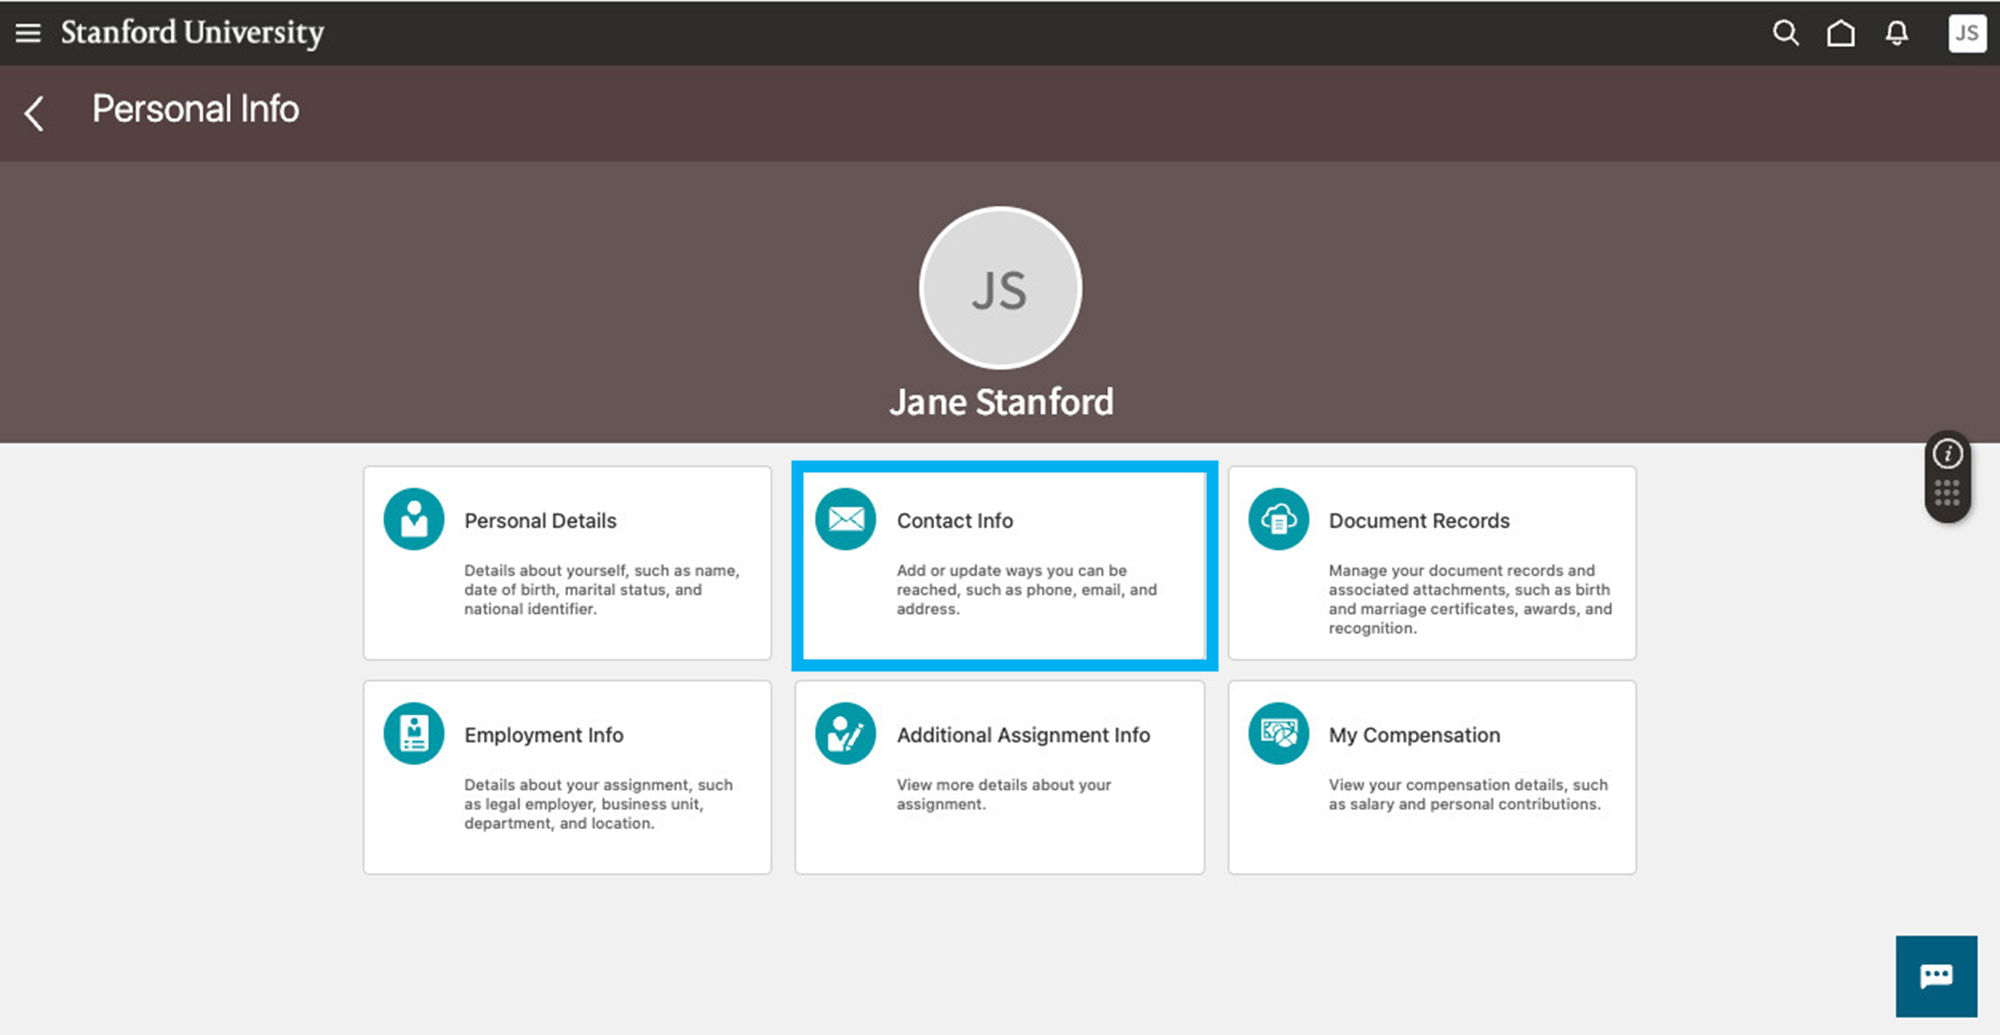 Stanford University
JS
Personal Info
JS
Jane Stanford
Personal Details
Details about yourself, such as name,
date of birth, marital status, and
national identifier.
Contact Info
Add or update ways you can be
reached, such as phone, email, and
address.
Document Records
Manage your document records and
associated attachments, such as birth
and marriage certificates, awards, and
recognition.
Employment Info
Details about your assignment, such
as legal employer, business unit,
department, and location.
Additional Assignment Info
View more details about your
assignment.
My Compensation
View your compensation details, such
as salary and personal contributions.